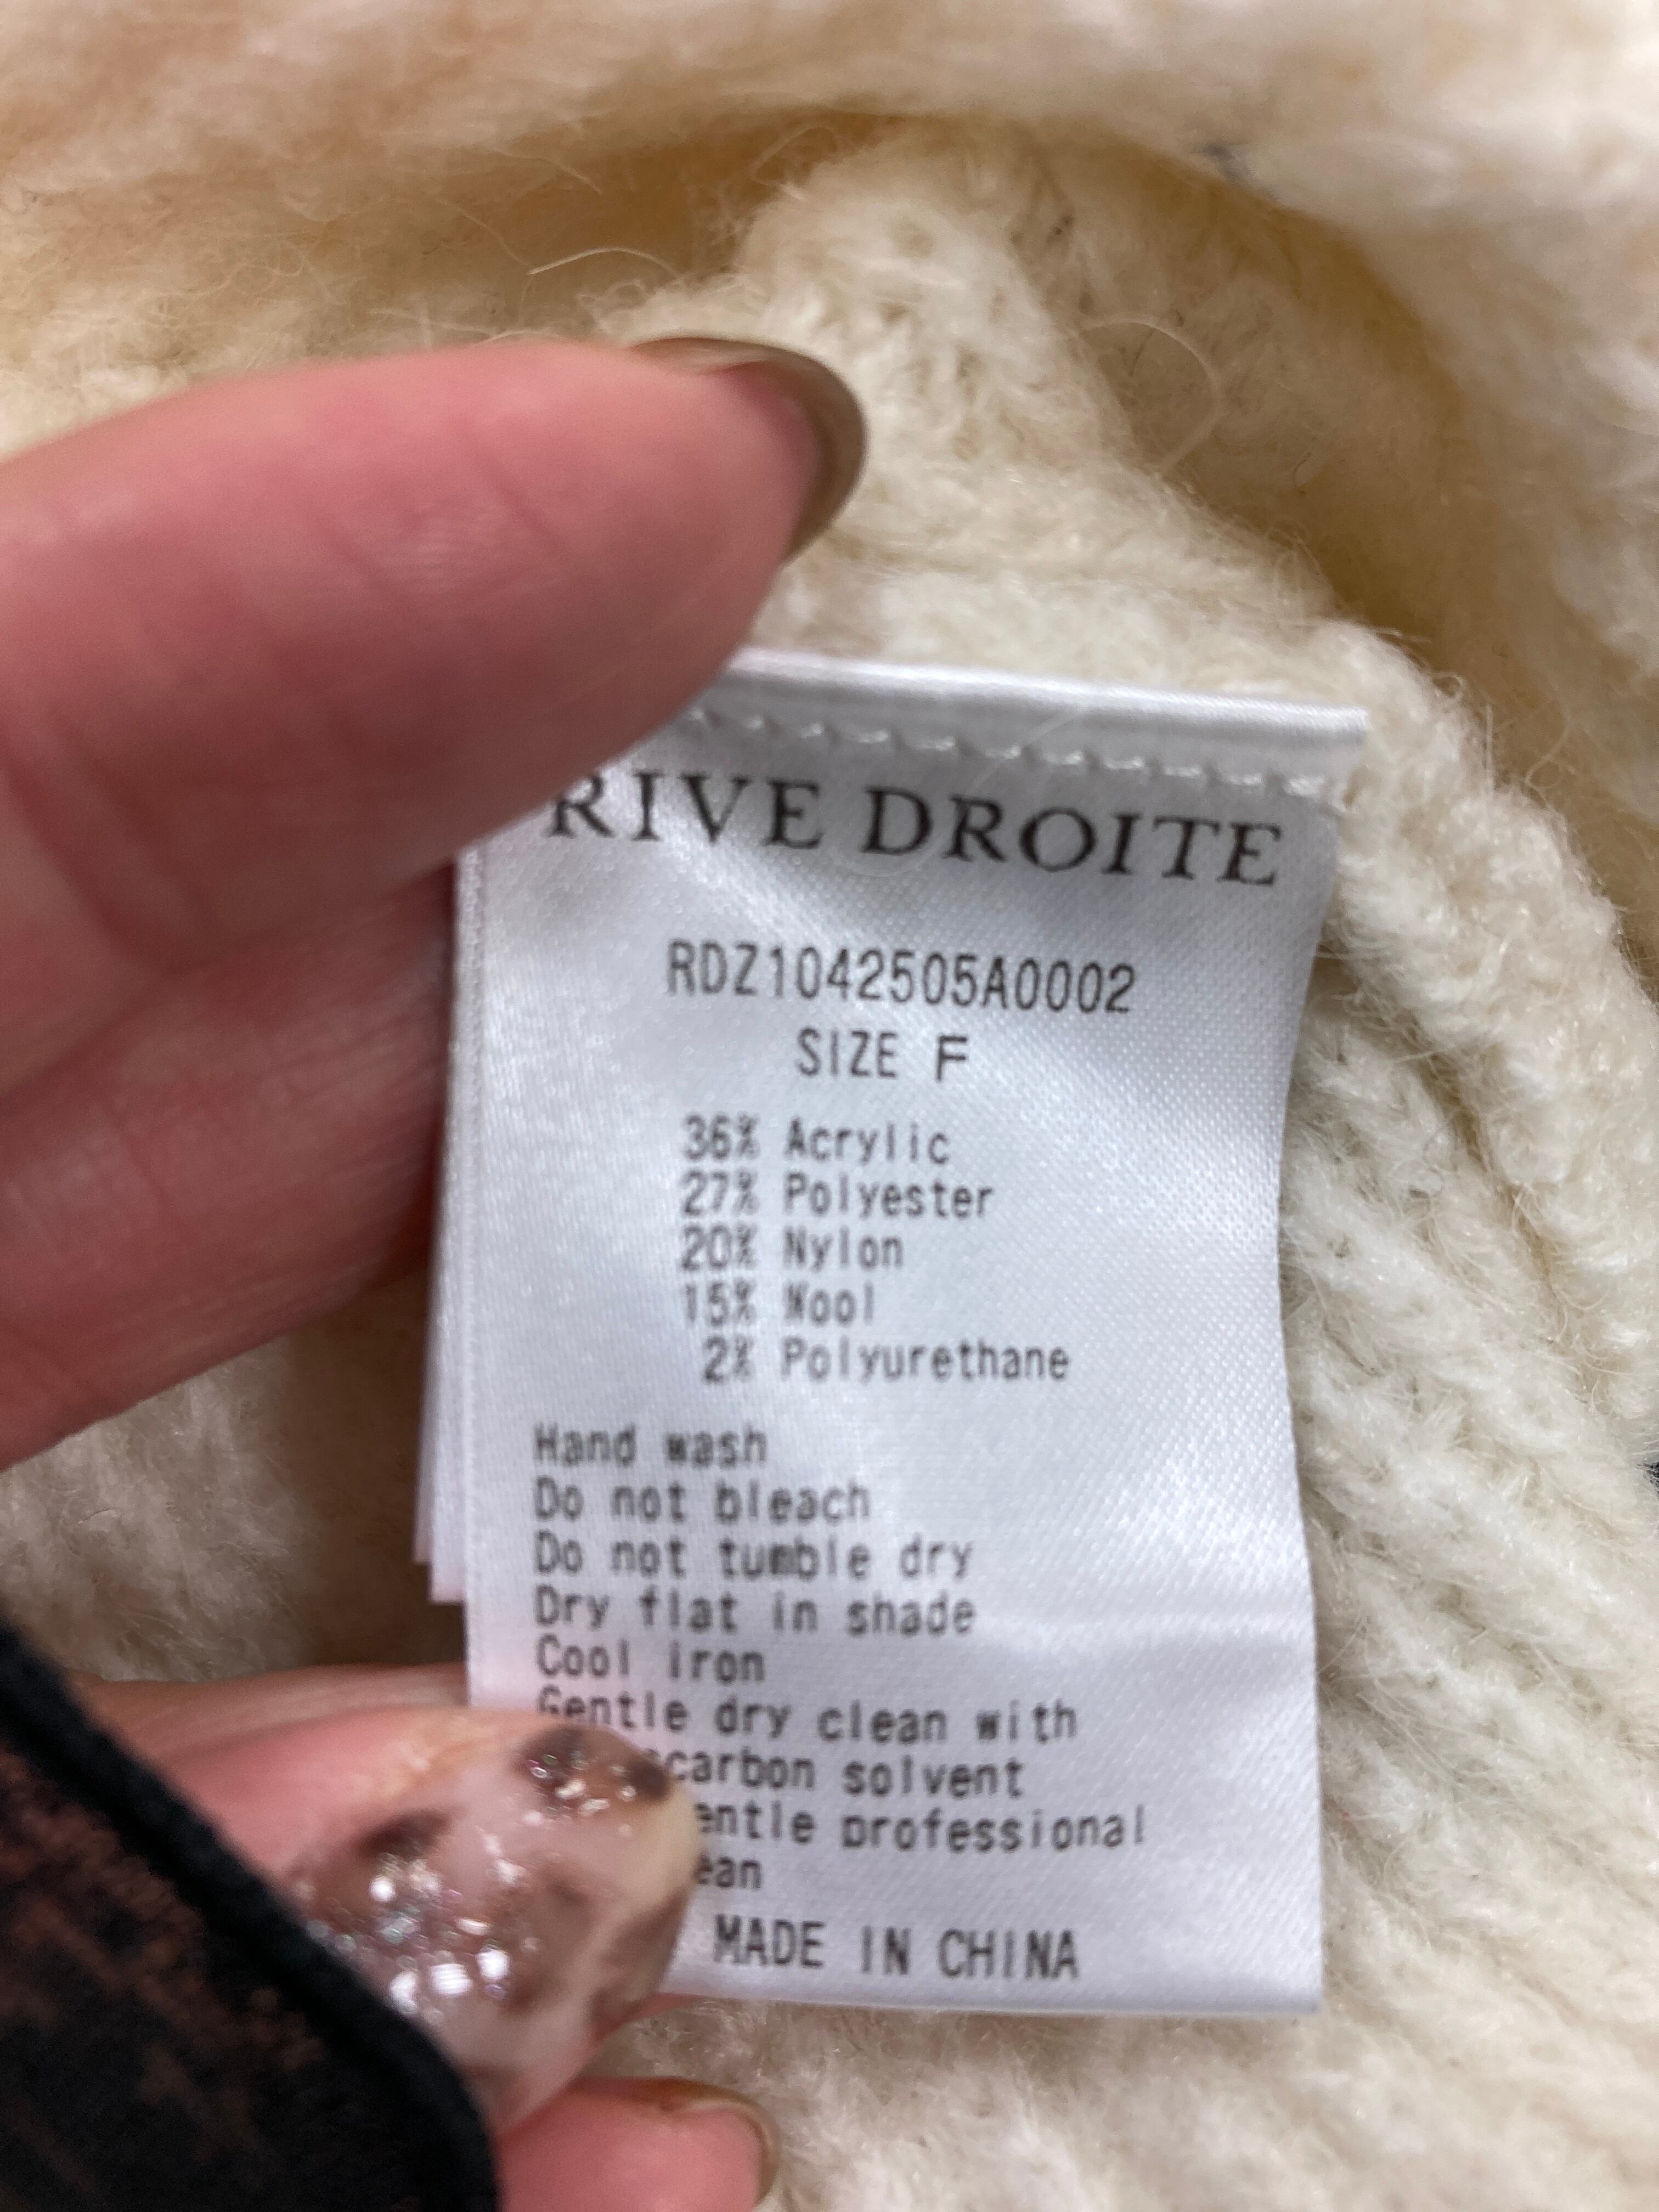 RIVE DROITE
RDZ1042505A0002
SIZE F
36% Acrylic
27% Polyester
20% Nylon
15% Wool
2% Polyurethane
Hand wash
Do not bleach
Do not tumble dry
Dry flat in shade
Cool iron
Gentle dry clean with
solvent
professional
MADE IN CHINA